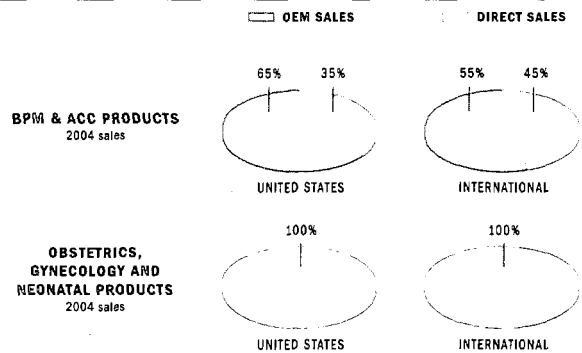 OEM SALES
DIRECT SALES
65%
35%
55%
45%
BPM & ACC PRODUCTS
2004 sales
UNITED STATES
INTERNATIONAL
100%
100%
OBSTETRICS,
GYNECOLOGY AND
NEONATAL PRODUCTS
2004 sales
UNITED STATES
INTERNATIONAL